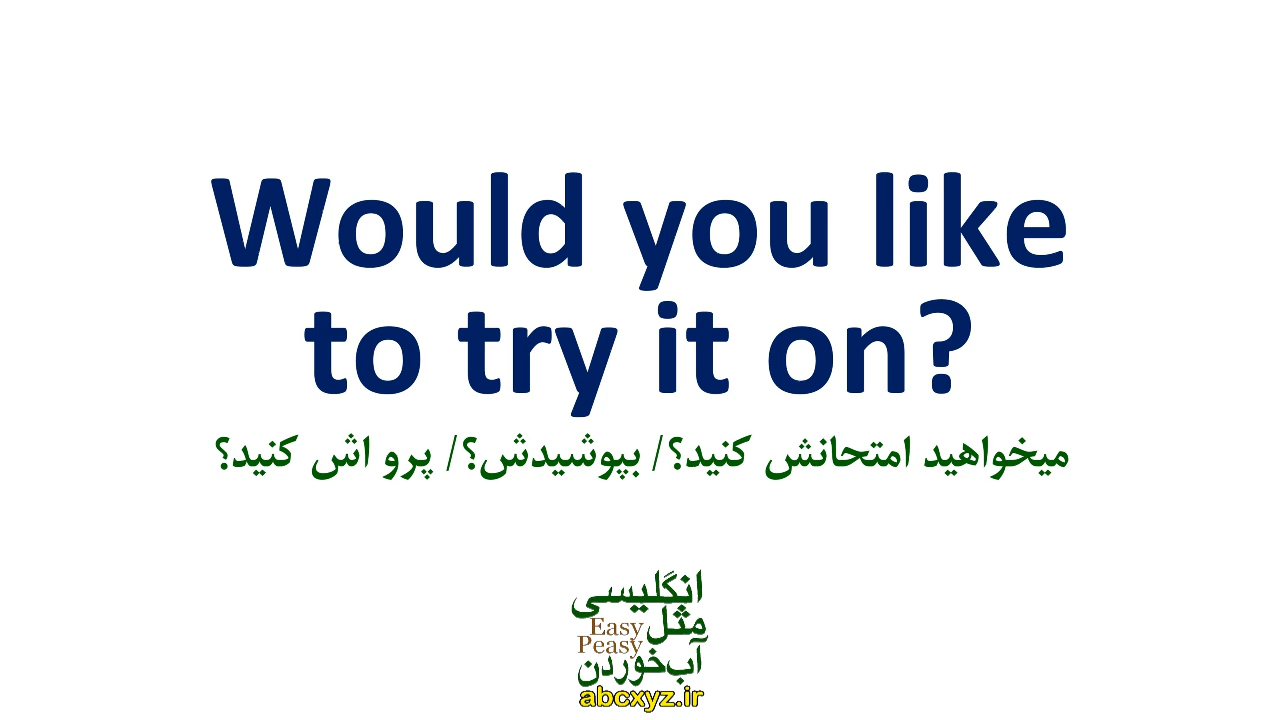 Would you like
to try it on?
میخواهید امتحانش کنید؟/ بپوشیدش؟/ پرو اش کنید؟
انگلیسی
مثل
Easy
Peasy
آب‌خوردن
abcxyz.ir